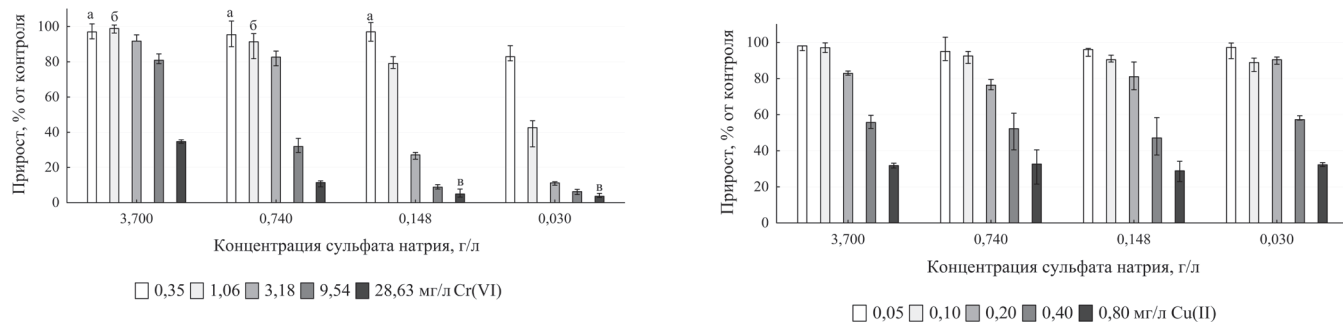 Прирост, % от контроля
100
80
60
40
20
0
а
б
а
б
а
в
в
3,700
0,740
0,148
0,030
Концентрация сульфата натрия, г/л
0,35 1,06 3,18 9,54 28,63 мг/л Cr(VI)
Прирост, % от контроля
100
80
60
40
20
0
3,700
0,740
0,148
0,030
Концентрация сульфата натрия, г/л
0,05 0,10 0,20 0,40 0,80 мг/л Cu(II)